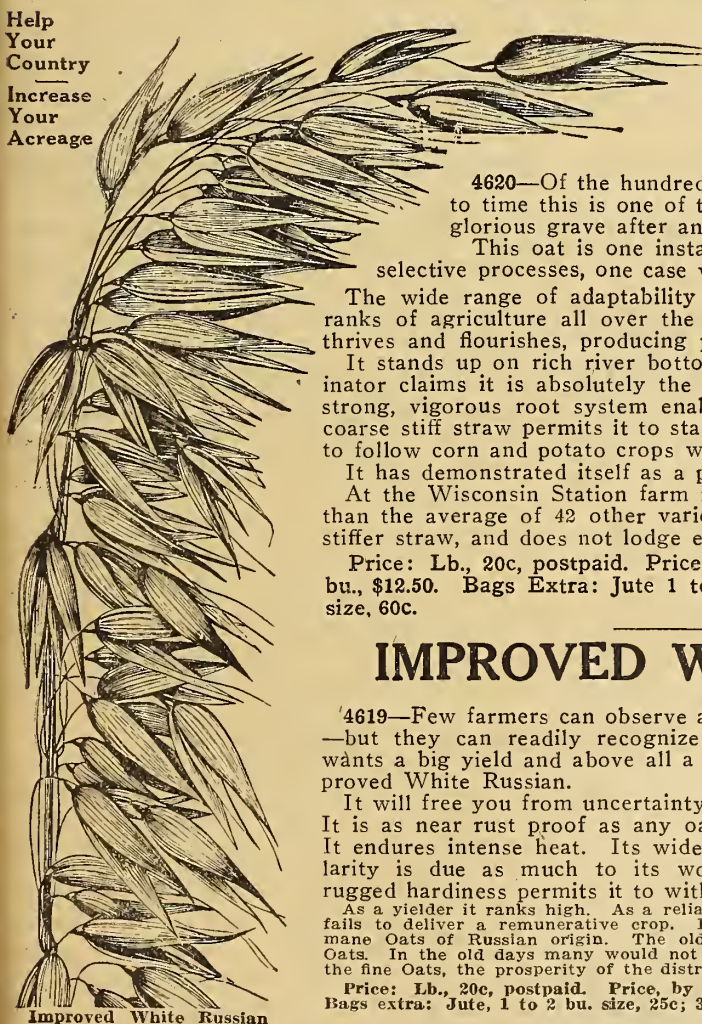 Help
Your
Country
Increase
Your
Acreage
4620—Of the hundred
to time this is one of
glorious grave after an
This oat is one insta
selective processes, one case
The wide range of adaptability
ranks of agriculture all over the
thrives and flourishes, producing
It stands up on rich river botto
inator claims it is absolutely the
strong, vigorous root system enal
coarse stiff straw permits it to sta
to follow corn and potato crops w
It has demonstrated itself as a p
At the Wisconsin Station farm
than the average of 42 other vari
stiffer straw, and does not lodge e
Price: Lb., 20c, postpaid. Price
bu., $12.50. Bags Extra: Jute 1 t
size, 60c.
IMPROVED W
4619—Few farmers can observe a
—but they can readily recognize
wants a big yield and above all a
proved White Russian.
It will free you from uncertainty
It is as near rust proof as any oa
It endures intense heat. Its wide
larity is due as much to its wo
rugged hardiness permits it to wit
As a yielder it ranks high. As a relia
fails to deliver a remunerative crop.
mane Oats of Russian origin. The old
Oats. In the old days many would not
the fine Oats, the prosperity of the distr
Price: Lb., 20c, postpaid. Price, by
Bags extra: Jute, 1 to 2 bu. size, 25c; 3
Improved White Russian